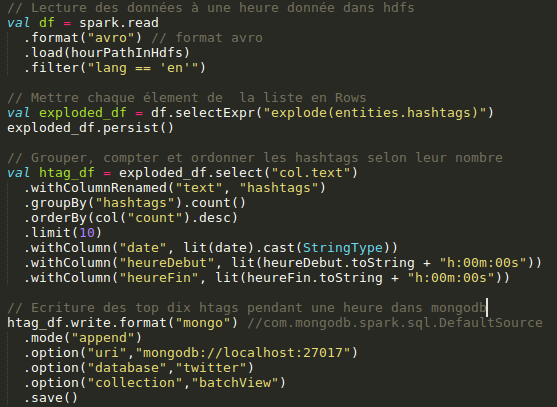 // Lecture des données à une heure donnée dans hdfs
val df = spark.read
.format("avro") // format avro
.load(hourPathInHdfs)
.filter("lang == 'en'")
// Mettre chaque élement de  la liste en Rows
val exploded_df = df.selectExpr("explode(entities.hashtags)")
exploded_df.persist()
// Grouper, compter et ordonner les hashtags selon leur nombre
val htag_df = exploded_df.select("col.text")
.withColumnRenamed("text", "hashtags")
.groupBy("hashtags").count()
.orderBy(col("count").desc)
.limit(10)
.withColumn("date", lit(date).cast(StringType))
.withColumn("heureDebut", lit(heureDebut.toString + "h:00m:00s"))
.withColumn("heureFin", lit(heureFin.toString + "h:00m:00s"))
// Ecriture des top dix htags pendant une heure dans mongodb
htag_df.write.format("mongo") //com.mongodb.spark.sql.DefaultSource
.mode("append")
.option("uri","mongodb://localhost:27017")
.option("database","twitter")
.option("collection","batchView")
.save()